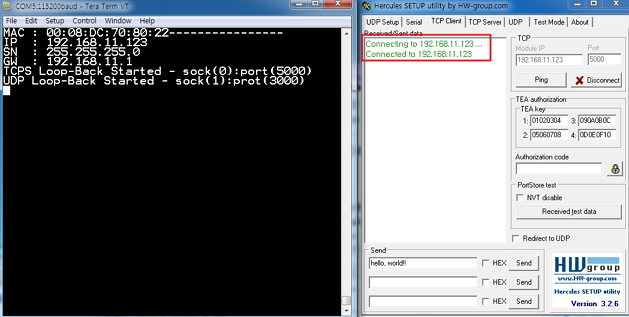 COM5:115200baud - Tera Term VT
File Edit Setup Control Window Help
MAC : 00:08:DC:70:80:22----------------
IP : 192.168.11.123
SN : 255.255.255.0
GW : 192.168.11.1
TCPS Loop-Back Started - sock(0):port(5000)
UDP Loop-Back Started - sock(1):prot(3000)
Hercules SETUP utility by HW-group.com
UDP Setup Serial TCP Client TCP Server UDP Test Mode About
Received/Sent data
Connecting to 192.168.11.123 ...
Connected to 192.168.11.123
TCP
Module IP Port
192.168.11.123 5000
Ping Disconnect
TEA authorization
TEA key
1: 01020304 3: 090A0B0C
2: 05060708 4: 0D0E0F10
Authorization code
PortStore test
NVT disable
Received test data
Redirect to UDP
Send
hello, world!! HEX Send
HEX Send
HEX Send
HWgroup
www.HW-group.com
Hercules SETUP utility
Version 3.2.6